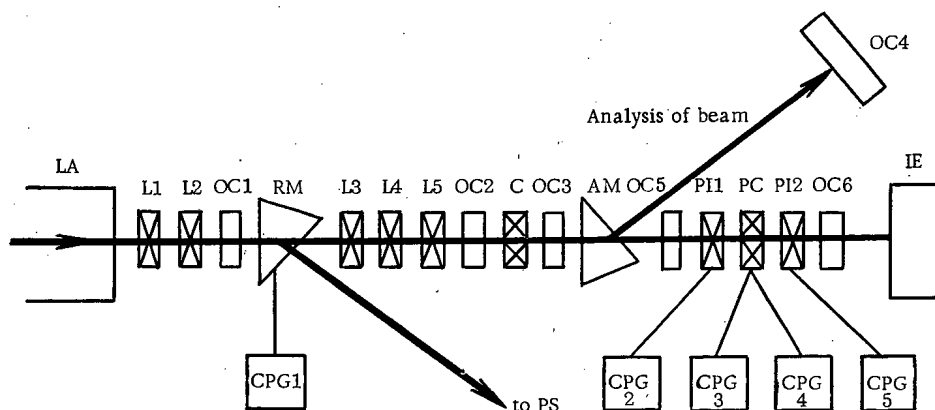 OC4
Analysis of beam
LA
IE
L1 L2 OC1 RM L3 L4 L5 OC2 C OC3 AM OC5 PI1 PC PI2 OC6
CPG1
to PS
CPG
2
CPG
3
CPG
4
CPG
5